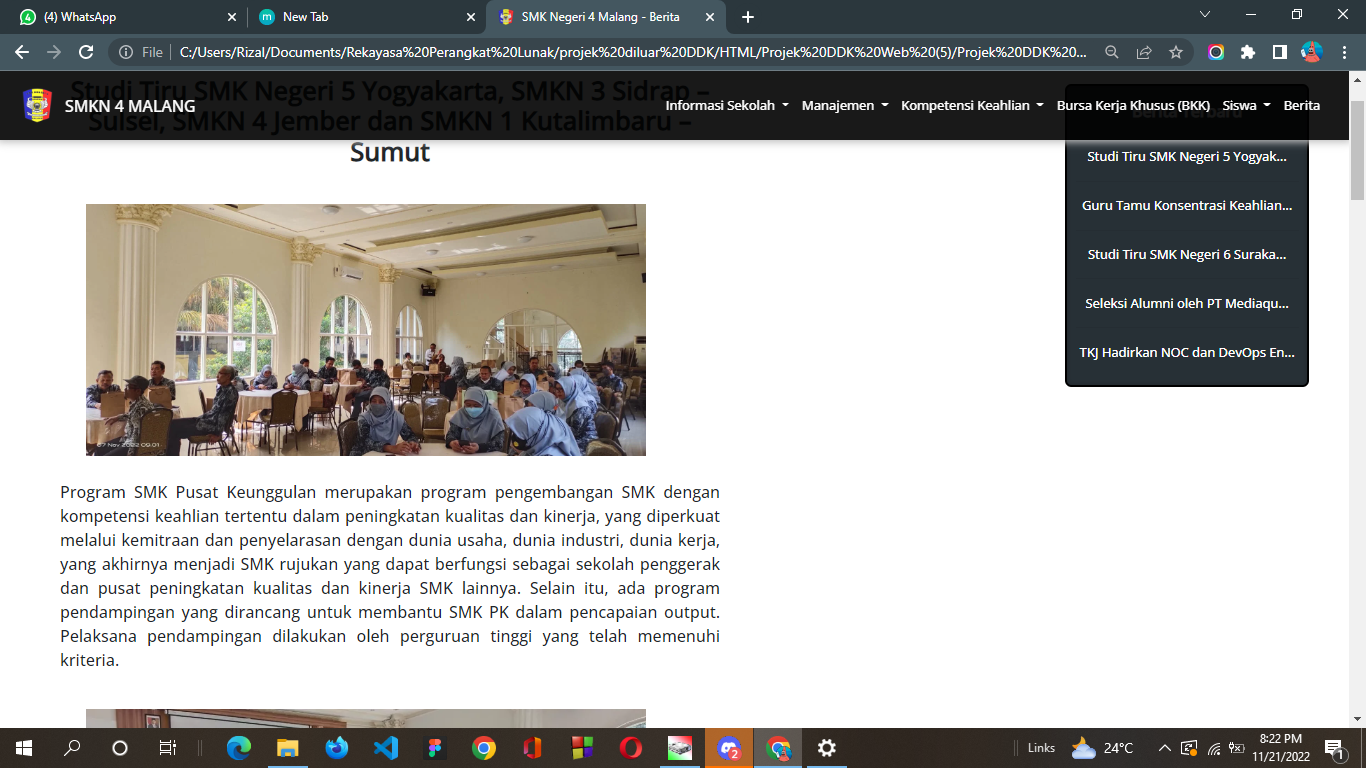 (4) WhatsApp
New Tab
SMK Negeri 4 Malang - Berita
File
C:/Users/Rizal/Documents/Rekayasa%20Perangkat%20Lunak/projek%20diluar%20DDK/HTML/Projek%20DDK%20Web%20(5)/Projek%20DDK%20...
SMKN 4 MALANG
Informasi Sekolah
Manajemen
Kompetensi Keahlian
Bursa Kerja Khusus (BKK)
Siswa
Berita
Studi Tiru SMK Negeri 5 Yogyakarta, SMKN 3 Sidrap –
Sulsel, SMKN 4 Jember dan SMKN 1 Kutalimbaru –
Sumut
Berita Terbaru
Studi Tiru SMK Negeri 5 Yogyak...
Guru Tamu Konsentrasi Keahlian...
Studi Tiru SMK Negeri 6 Suraka...
Seleksi Alumni oleh PT Mediaqu...
TKJ Hadirkan NOC dan DevOps En...
07 Nov 2022 09.01
Program SMK Pusat Keunggulan merupakan program pengembangan SMK dengan
kompetensi keahlian tertentu dalam peningkatan kualitas dan kinerja, yang diperkuat
melalui kemitraan dan penyelarasan dengan dunia usaha, dunia industri, dunia kerja,
yang akhirnya menjadi SMK rujukan yang dapat berfungsi sebagai sekolah penggerak
dan pusat peningkatan kualitas dan kinerja SMK lainnya. Selain itu, ada program
pendampingan yang dirancang untuk membantu SMK PK dalam pencapaian output.
Pelaksana pendampingan dilakukan oleh perguruan tinggi yang telah memenuhi
kriteria.
Links
24°C
8:22 PM
11/21/2022
2
1